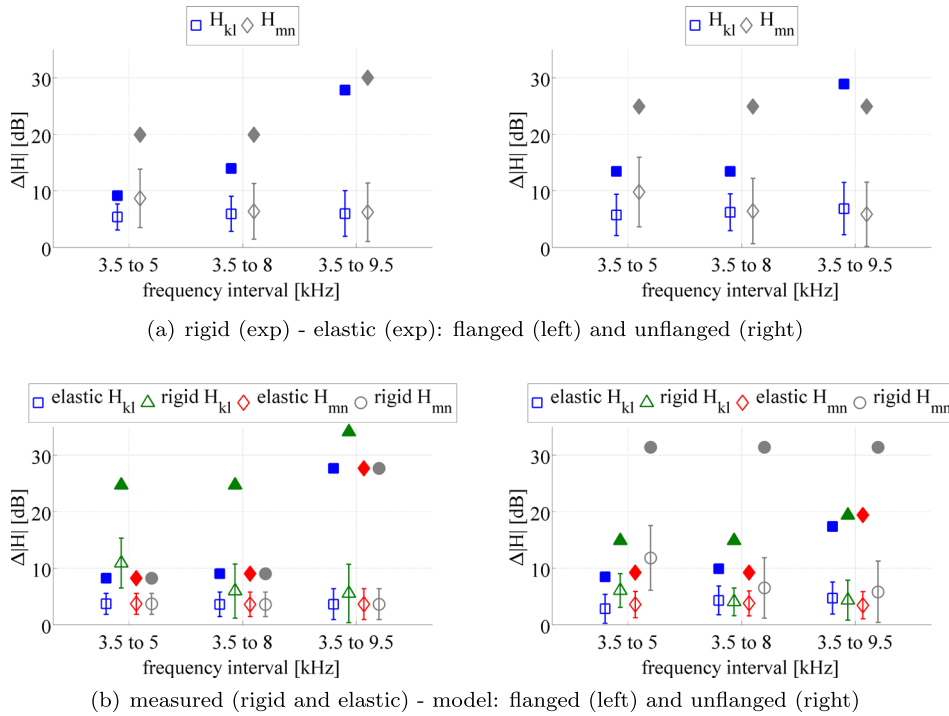 H_kl H_mn
H_kl H_mn
Δ|H| [dB]
30
20
10
0
3.5 to 5 3.5 to 8 3.5 to 9.5
frequency interval [kHz]
Δ|H| [dB]
30
20
10
0
3.5 to 5 3.5 to 8 3.5 to 9.5
frequency interval [kHz]
(a) rigid (exp) - elastic (exp): flanged (left) and unflanged (right)
elastic H_kl rigid H_kl elastic H_mn rigid H_mn
elastic H_kl rigid H_kl elastic H_mn rigid H_mn
Δ|H| [dB]
30
20
10
0
3.5 to 5 3.5 to 8 3.5 to 9.5
frequency interval [kHz]
Δ|H| [dB]
30
20
10
0
3.5 to 5 3.5 to 8 3.5 to 9.5
frequency interval [kHz]
(b) measured (rigid and elastic) - model: flanged (left) and unflanged (right)